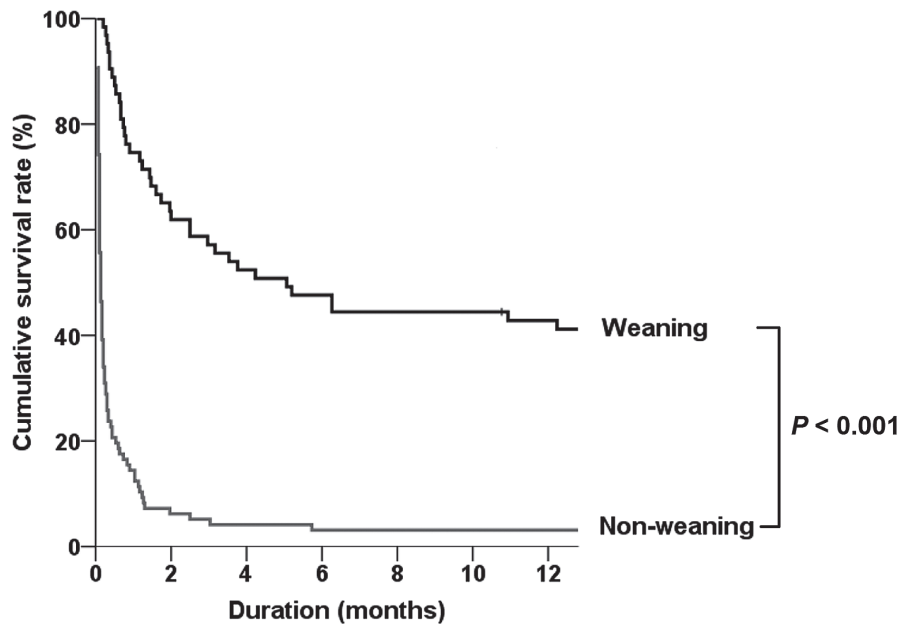 Cumulative survival rate (%)
100
80
60
40
20
0
0 2 4 6 8 10 12
Duration (months)
Weaning
P < 0.001
Non-weaning